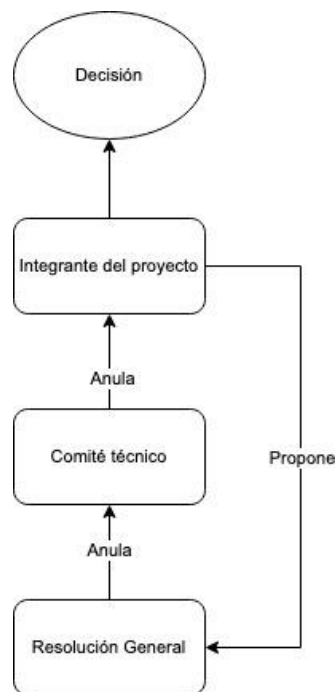 Decisión
Integrante del proyecto
Anula
Comité técnico
Propone
Anula
Resolución General